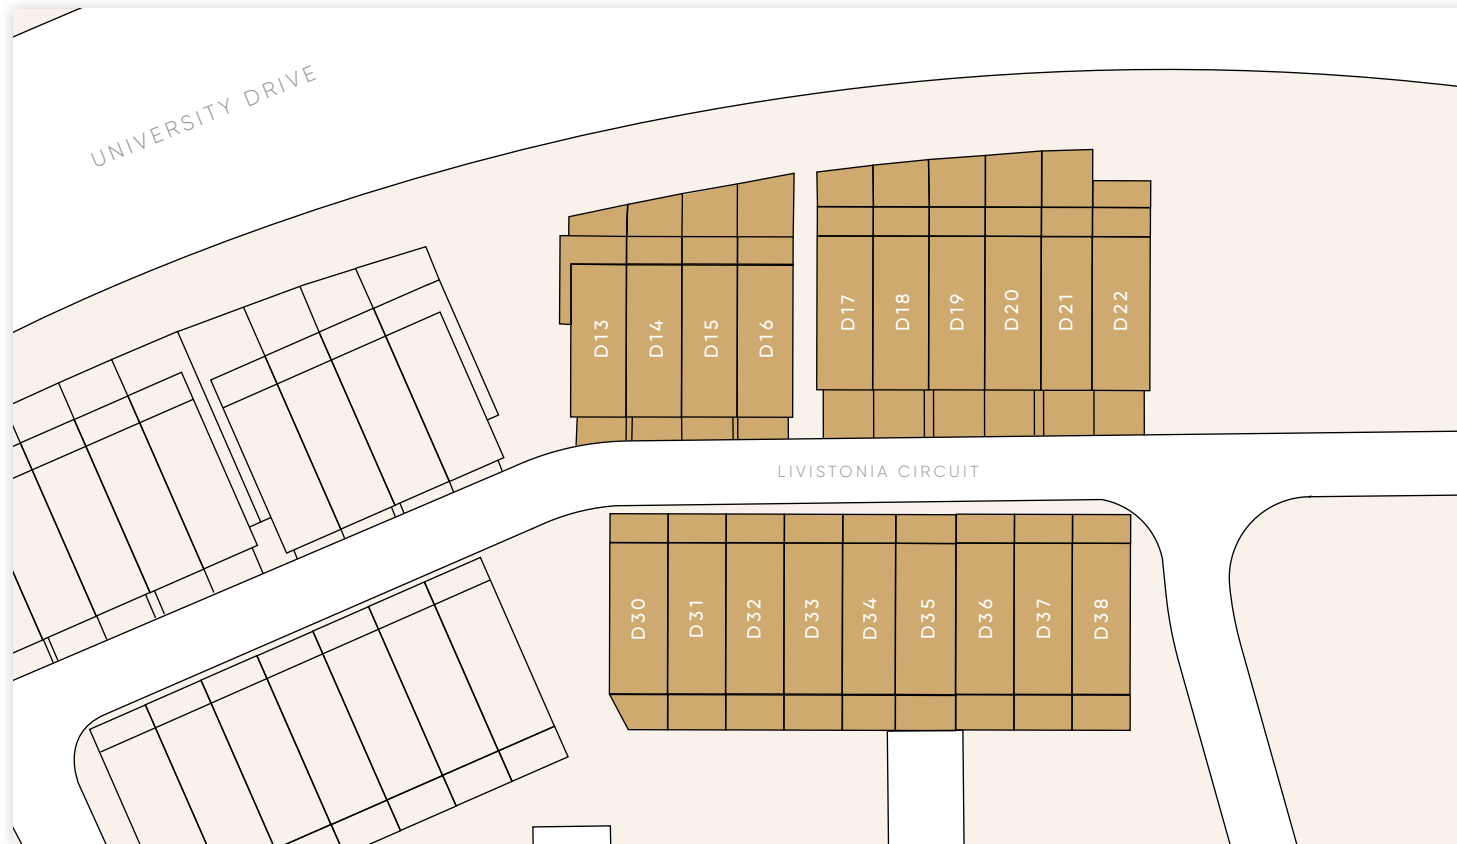 UNIVERSITY DRIVE
D13
D14
D15
D16
D17
D18
D19
D20
D21
D22
LIVISTONIA CIRCUIT
D30
D31
D32
D33
D34
D35
D36
D37
D38